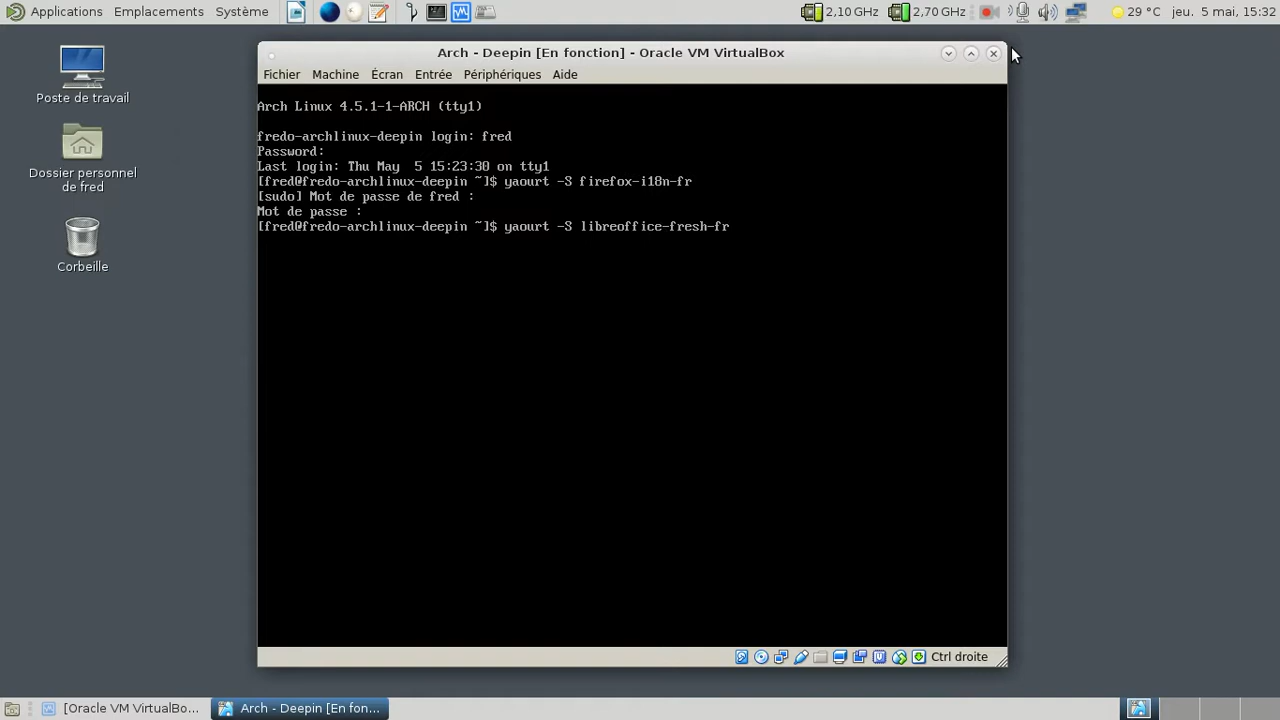 Applications Emplacements Système 2,10 GHz 2,70 GHz 29 °C jeu. 5 mai, 15:32
Poste de travail
Dossier personnel
de fred
Corbeille
Arch - Deepin [En fonction] - Oracle VM VirtualBox
Fichier Machine Écran Entrée Périphériques Aide
Arch Linux 4.5.1-1-ARCH (tty1)
fredo-archlinux-deepin login: fred
Password:
Last login: Thu May  5 15:23:30 on tty1
[fred@fredo-archlinux-deepin ~]$ yaourt -S firefox-i18n-fr
[sudo] Mot de passe de fred :
Mot de passe :
[fred@fredo-archlinux-deepin ~]$ yaourt -S libreoffice-fresh-fr
Ctrl droite
[Oracle VM VirtualBo... Arch - Deepin [En fon...